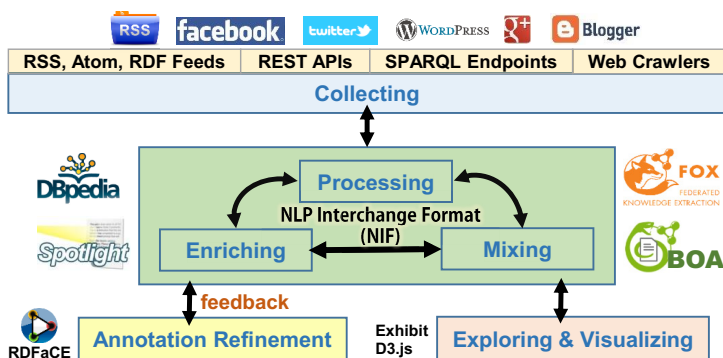 RSS
facebook
twitter
WORDPRESS
g+
Blogger
RSS, Atom, RDF Feeds
REST APIs
SPARQL Endpoints
Web Crawlers
Collecting
DBpedia
Spotlight
Processing
NLP Interchange Format
(NIF)
Enriching
Mixing
FOX
FEDERATED
KNOWLEDGE EXTRACTION
BOA
feedback
RDFaCE
Annotation Refinement
Exhibit
D3.js
Exploring & Visualizing